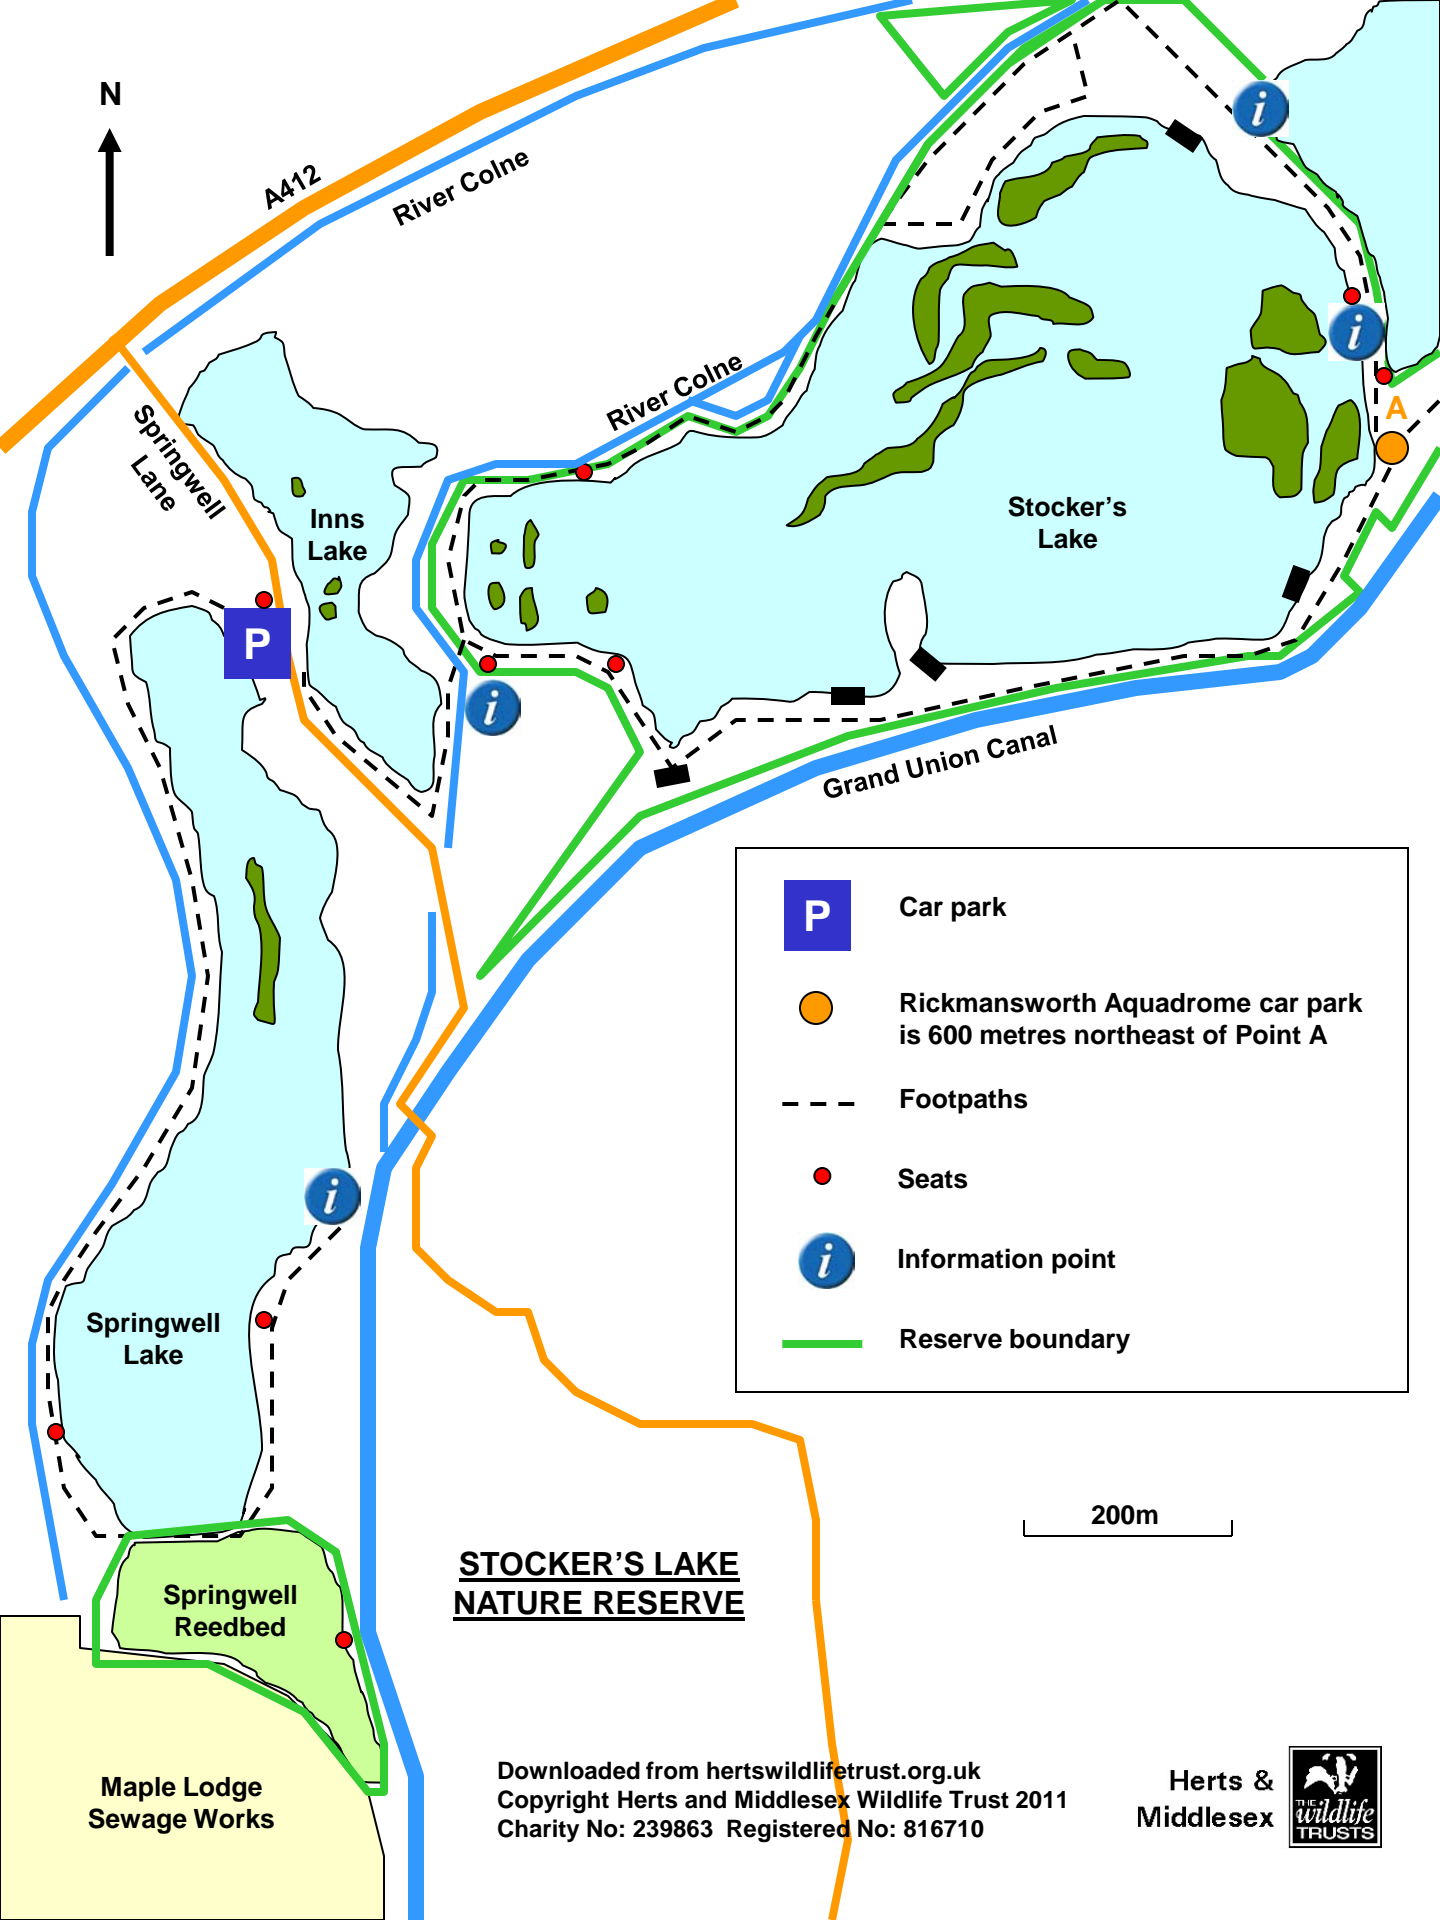 N
A412
River Colne
River Colne
Springwell
Lane
A
Inns
Lake
Stocker’s
Lake
P
Grand Union Canal
P
Car park
Rickmansworth Aquadrome car park
is 600 metres northeast of Point A
Footpaths
Seats
i
Information point
Reserve boundary
i
i
i
i
Springwell
Lake
200m
STOCKER’S LAKE
NATURE RESERVE
Springwell
Reedbed
Maple Lodge
Sewage Works
Downloaded from hertswildlifetrust.org.uk
Copyright Herts and Middlesex Wildlife Trust 2011
Charity No: 239863  Registered No: 816710
Herts &
Middlesex
THE
wildlife
TRUSTS